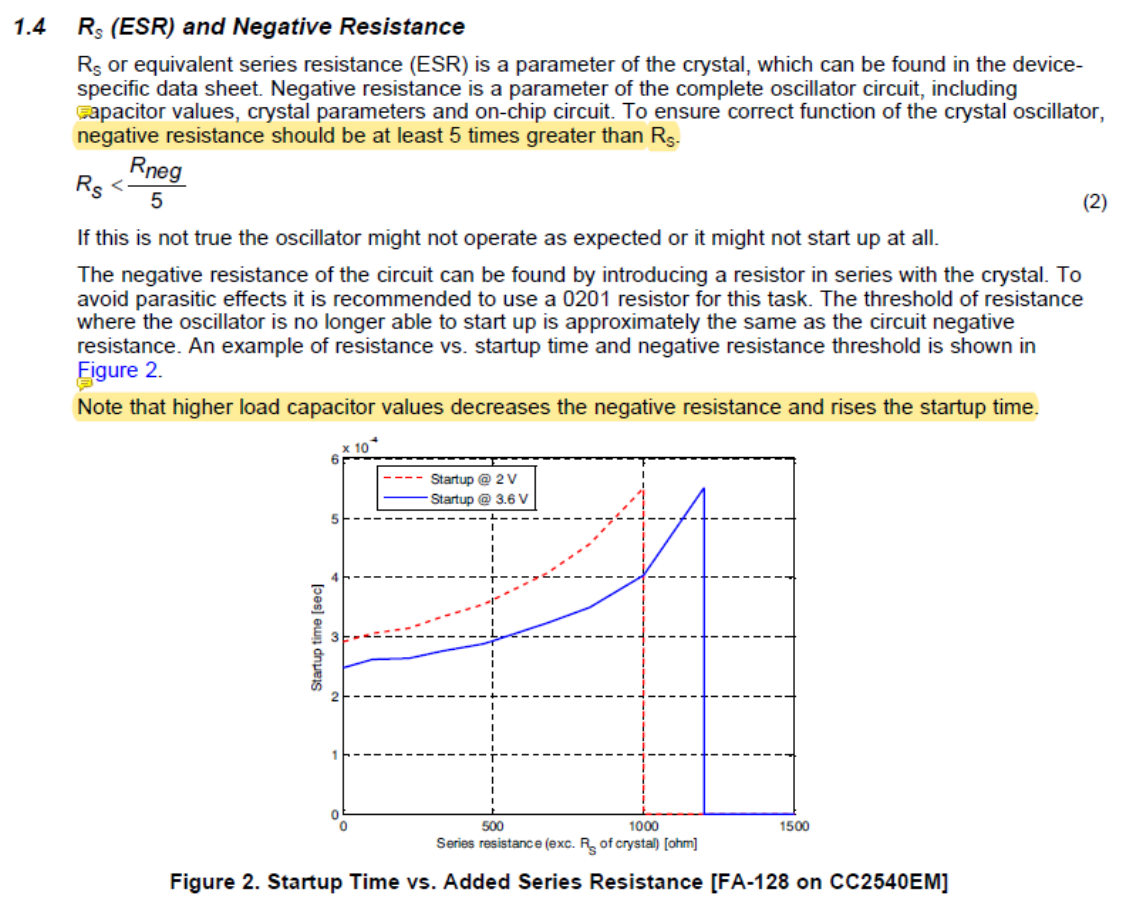 1.4 RS (ESR) and Negative Resistance
RS or equivalent series resistance (ESR) is a parameter of the crystal, which can be found in the device-
specific data sheet. Negative resistance is a parameter of the complete oscillator circuit, including
apacitor values, crystal parameters and on-chip circuit. To ensure correct function of the crystal oscillator,
negative resistance should be at least 5 times greater than RS.
RS < Rneg / 5
(2)
If this is not true the oscillator might not operate as expected or it might not start up at all.
The negative resistance of the circuit can be found by introducing a resistor in series with the crystal. To
avoid parasitic effects it is recommended to use a 0201 resistor for this task. The threshold of resistance
where the oscillator is no longer able to start up is approximately the same as the circuit negative
resistance. An example of resistance vs. startup time and negative resistance threshold is shown in
Figure 2.
Note that higher load capacitor values decreases the negative resistance and rises the startup time.
x 10-4
6
5
4
3
2
1
0
Startup @ 2 V
Startup @ 3.6 V
Startup time [sec]
0 500 1000 1500
Series resistance (exc. RS of crystal) [ohm]
Figure 2. Startup Time vs. Added Series Resistance [FA-128 on CC2540EM]